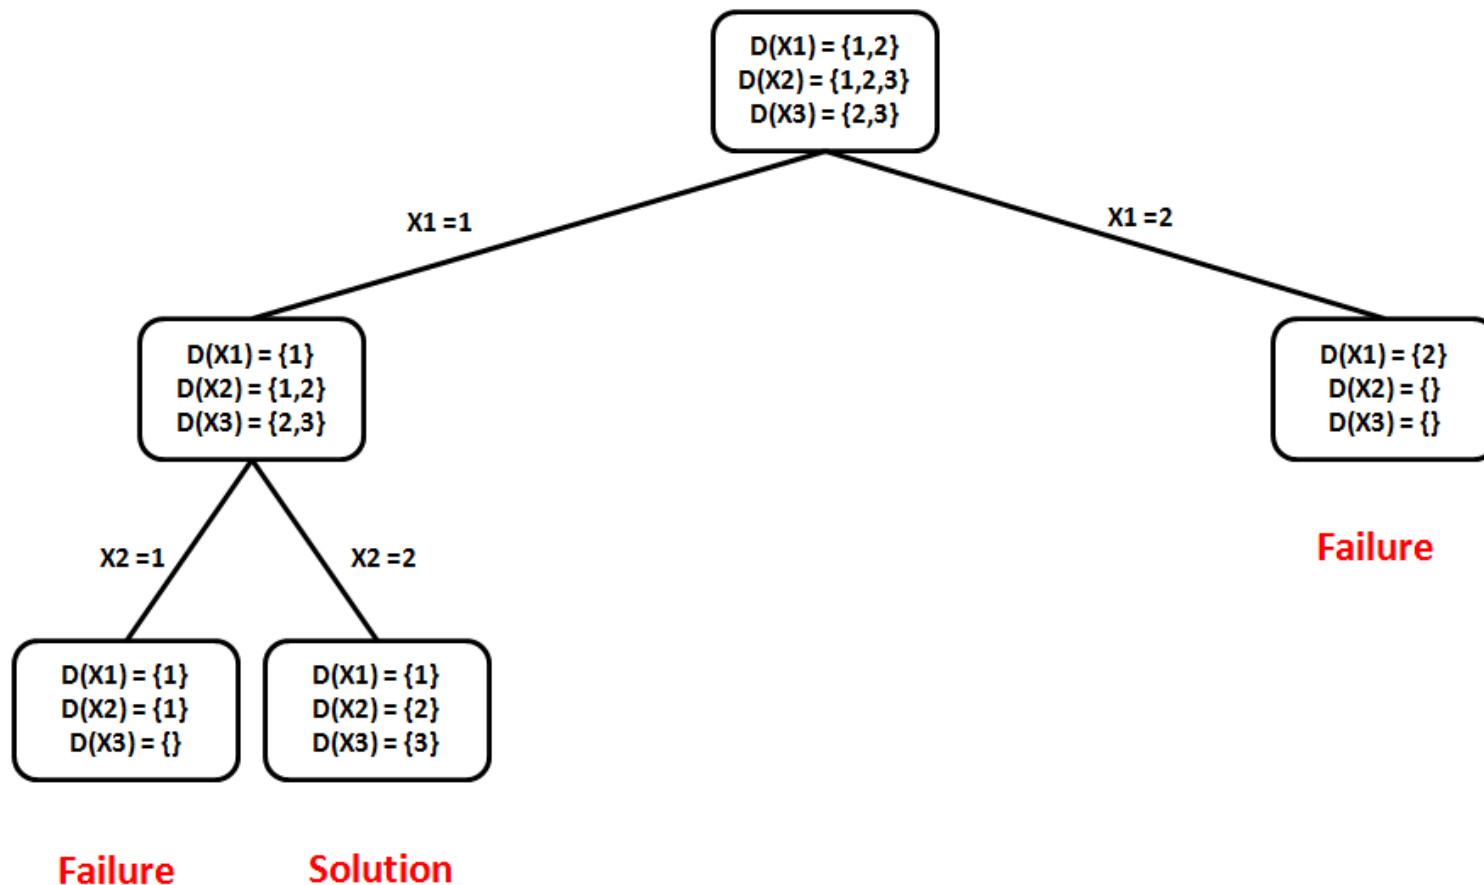 D(X1) = {1,2}
D(X2) = {1,2,3}
D(X3) = {2,3}
X1 =1
X1 =2
D(X1) = {1}
D(X2) = {1,2}
D(X3) = {2,3}
D(X1) = {2}
D(X2) = {}
D(X3) = {}
Failure
X2 =1
X2 =2
D(X1) = {1}
D(X2) = {1}
D(X3) = {}
D(X1) = {1}
D(X2) = {2}
D(X3) = {3}
Failure
Solution